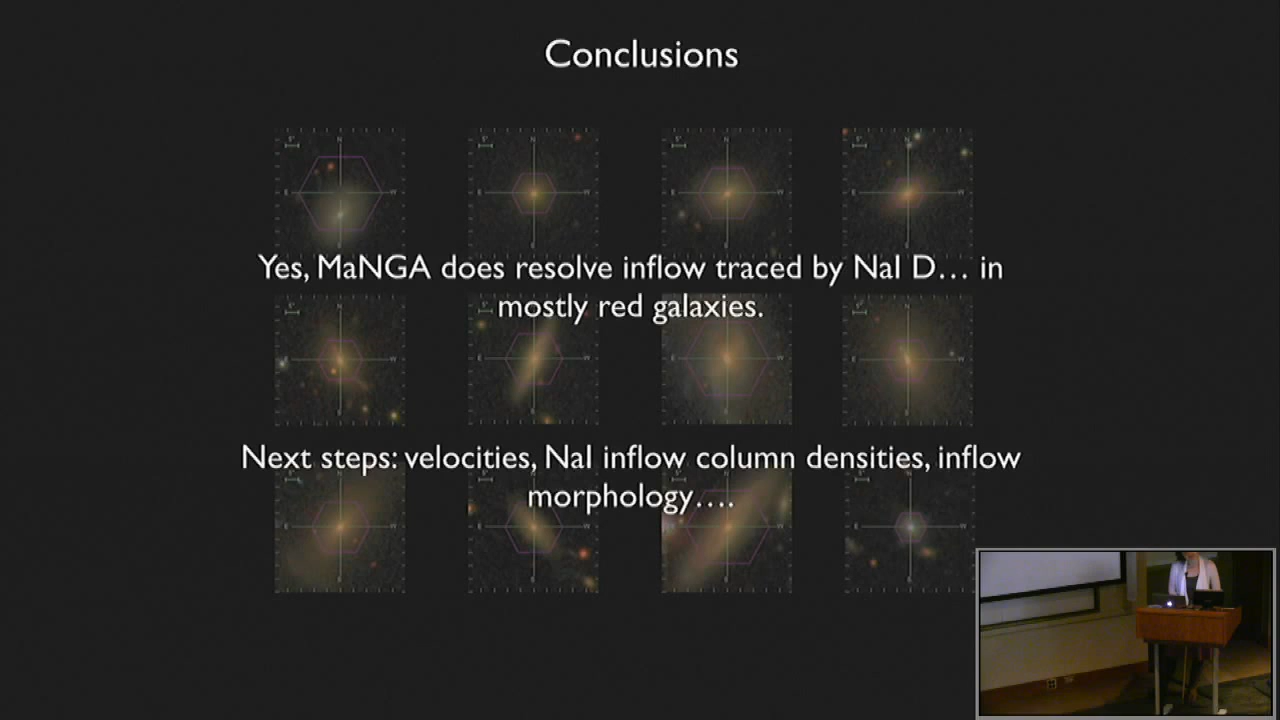 Conclusions
Yes, MaNGA does resolve inflow traced by NaI D… in
mostly red galaxies.
Next steps: velocities, NaI inflow column densities, inflow
morphology….